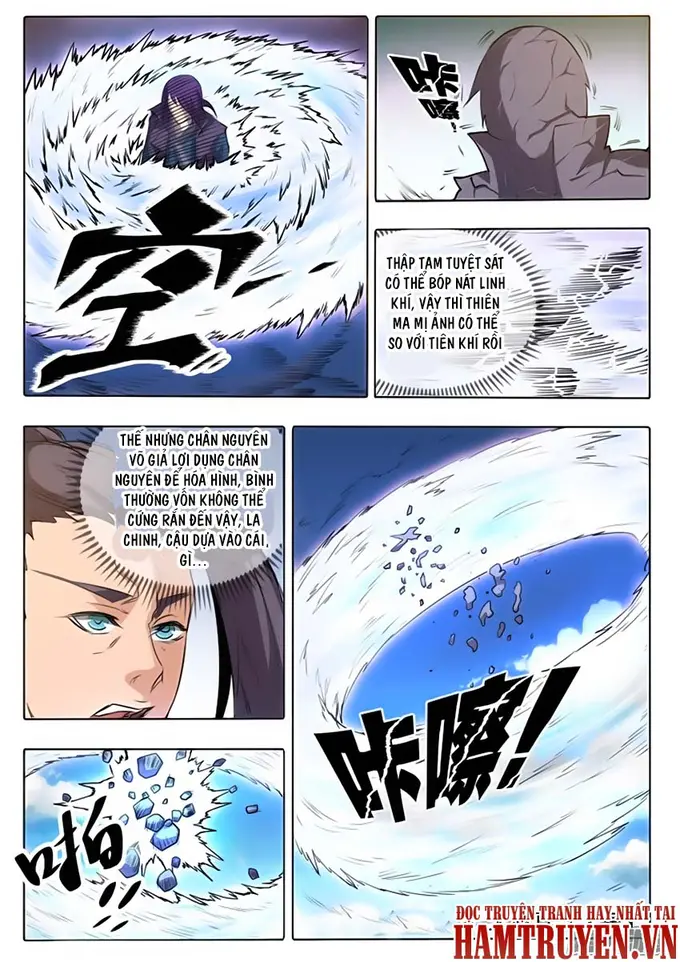 空
咔
嚓!
THẬP TAM TUYỆT SÁT
CÓ THỂ BÓP NÁT LINH
KHÍ, VẬY THÌ THIÊN
MA MỊ ẢNH CÓ THỂ
SO VỚI TIÊN KHÍ RỒI
THẾ NHƯNG CHÂN NGUYÊN
VÕ GIẢ LỢI DỤNG CHÂN
NGUYÊN ĐỂ HÓA HÌNH, BÌNH
THƯỜNG VỐN KHÔNG THỂ
CỨNG RẮN ĐẾN VẬY, LA
CHINH, CẬU DỰA VÀO CÁI
GÌ...
咔嚓!
啪!!
ĐỌC TRUYỆN TRANH HAY NHẤT TẠI
HAMTRUYEN.VN